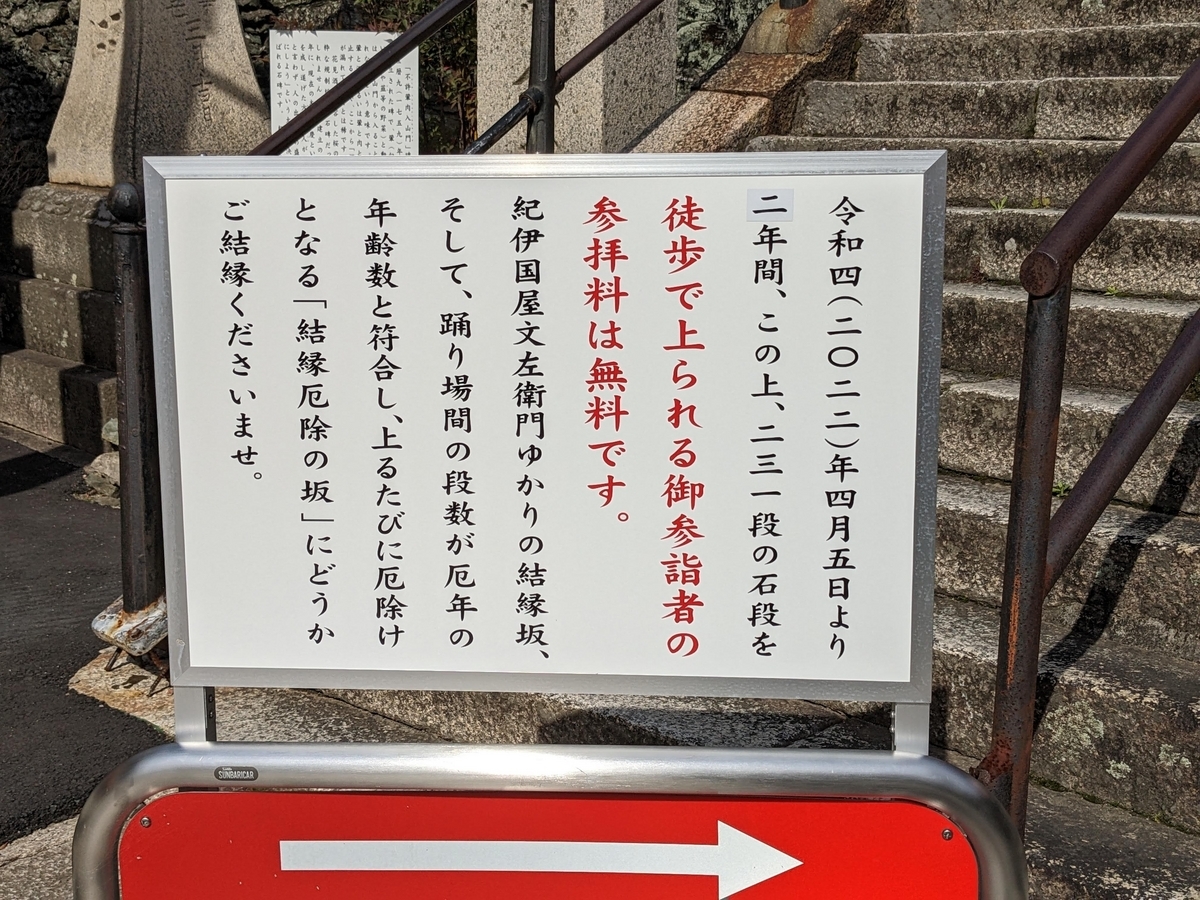 令和四(二〇二二)年四月五日より
二年間、この上、二三一段の石段を
徒歩で上られる御参詣者の
参拝料は無料です。
紀伊国屋文左衛門ゆかりの結縁坂、
そして、踊り場間の段数が厄年の
年齢数と符合し、上るたびに厄除け
となる「結縁厄除の坂」にどうか
ご結縁くださいませ。
SUNBARICAR